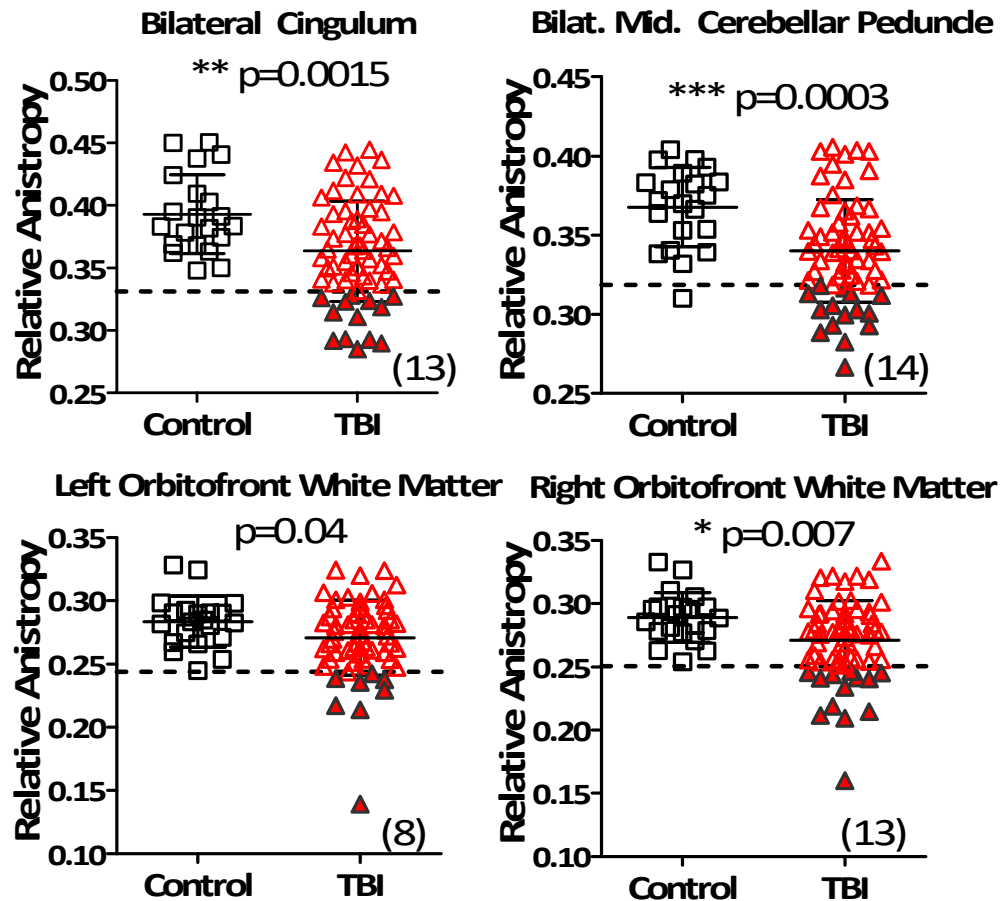 Bilateral Cingulum
** p=0.0015
Relative Anistropy
0.50
0.45
0.40
0.35
0.30
0.25
(13)
Control TBI
Bilat. Mid. Cerebellar Peduncle
*** p=0.0003
Relative Anistropy
0.45
0.40
0.35
0.30
0.25
(14)
Control TBI
Left Orbitofront White Matter
p=0.04
Relative Anistropy
0.35
0.30
0.25
0.20
0.15
0.10
(8)
Control TBI
Right Orbitofront White Matter
* p=0.007
Relative Anistropy
0.35
0.30
0.25
0.20
0.15
0.10
(13)
Control TBI